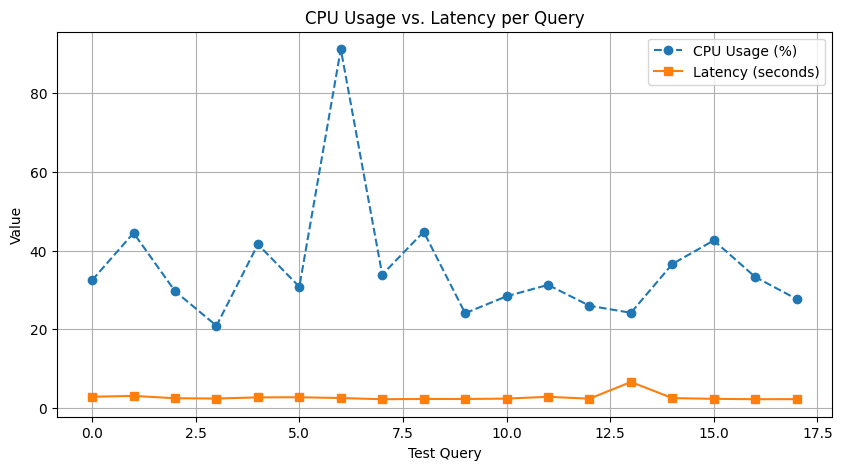 CPU Usage vs. Latency per Query
CPU Usage (%)
Latency (seconds)
Value
80
60
40
20
0
0.0 2.5 5.0 7.5 10.0 12.5 15.0 17.5
Test Query